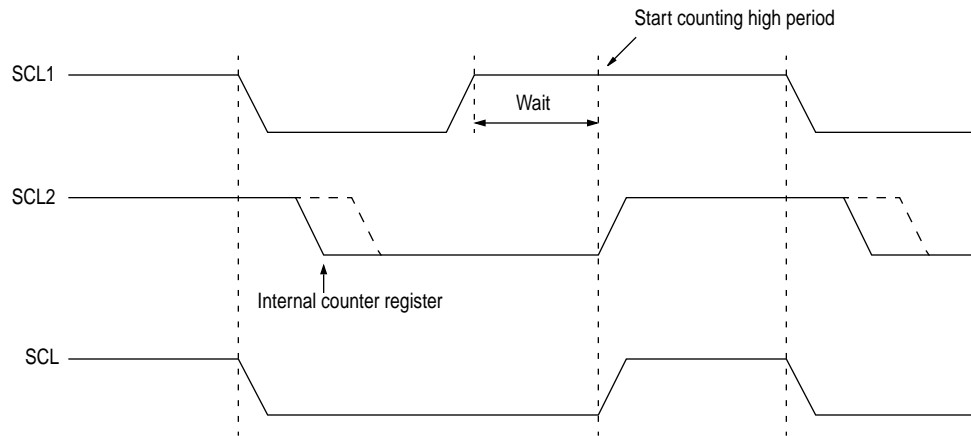 Start counting high period
SCL1
Wait
SCL2
Internal counter register
SCL